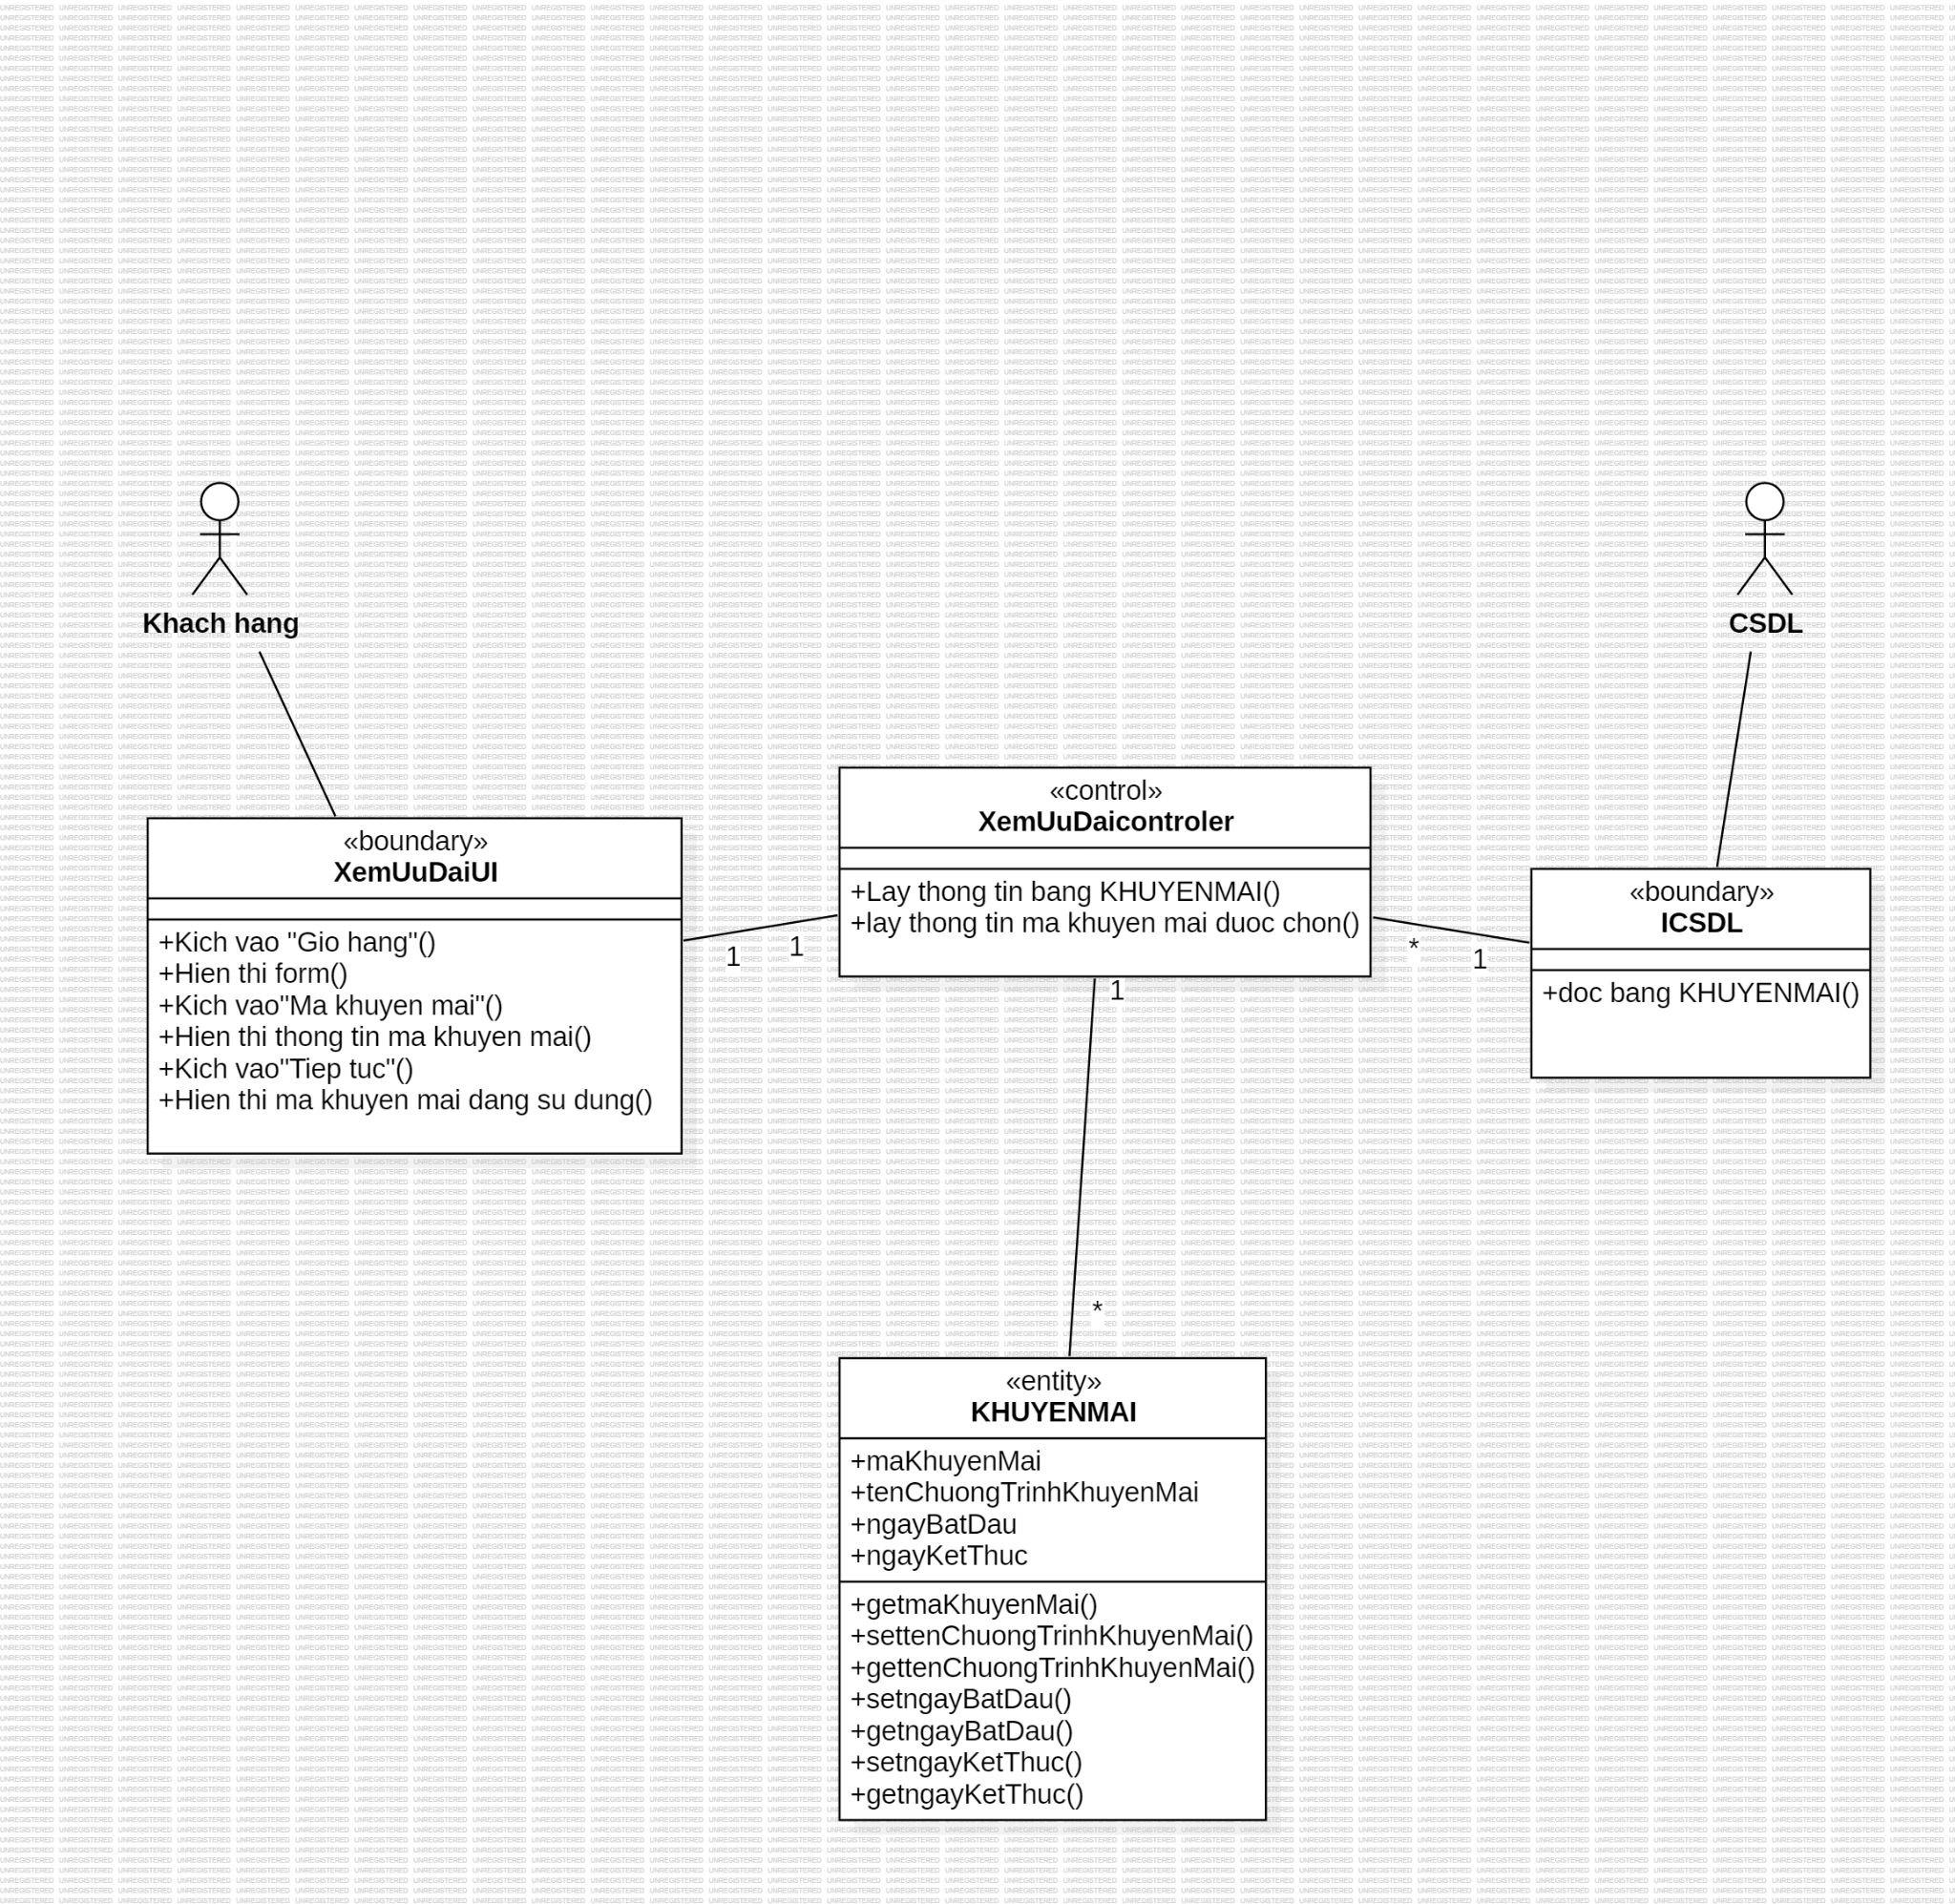 Khach hang
CSDL
«boundary»
XemUuDaiUI
+Kich vao "Gio hang"()
+Hien thi form()
+Kich vao"Ma khuyen mai"()
+Hien thi thong tin ma khuyen mai()
+Kich vao"Tiep tuc"()
+Hien thi ma khuyen mai dang su dung()
1
1
«control»
XemUuDaicontroler
+Lay thong tin bang KHUYENMAI()
+lay thong tin ma khuyen mai duoc chon()
*
1
«boundary»
ICSDL
+doc bang KHUYENMAI()
1
*
«entity»
KHUYENMAI
+maKhuyenMai
+tenChuongTrinhKhuyenMai
+ngayBatDau
+ngayKetThuc
+getmaKhuyenMai()
+settenChuongTrinhKhuyenMai()
+gettenChuongTrinhKhuyenMai()
+setngayBatDau()
+getngayBatDau()
+setngayKetThuc()
+getngayKetThuc()
UNREGISTERED